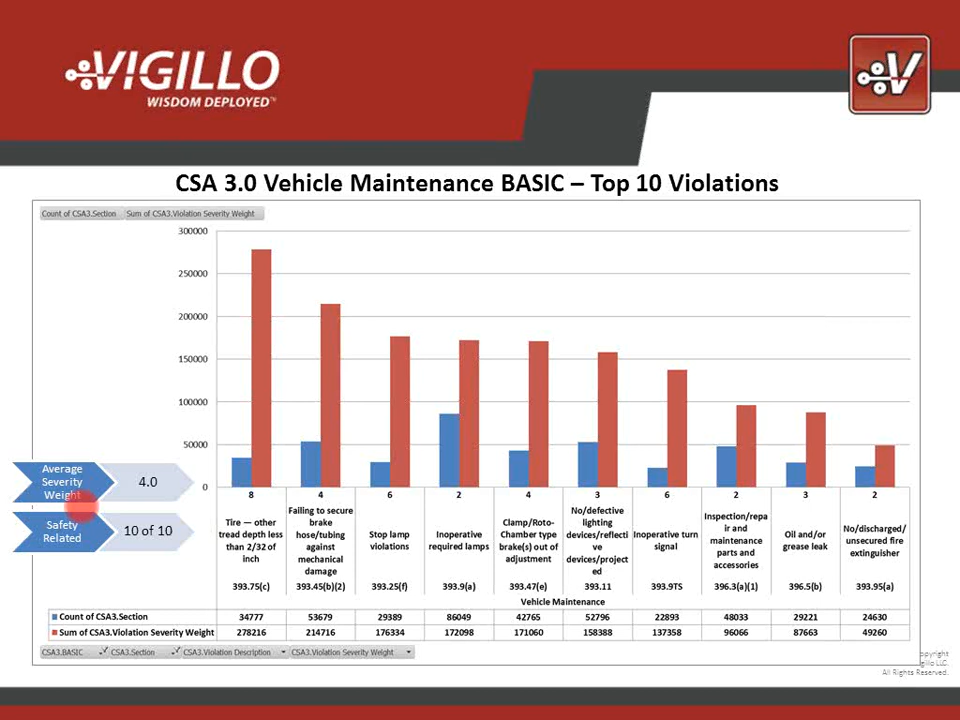 VIGILLO
WISDOM DEPLOYED™
V
CSA 3.0 Vehicle Maintenance BASIC – Top 10 Violations
Count of CSA3.Section Sum of CSA3.Violation Severity Weight
300000
250000
200000
150000
100000
50000
0
Average
Severity
Weight
4.0
Safety
Related
10 of 10
8 4 6 2 4 3 6 2 3 2
Tire — other
tread depth less
than 2/32 of
inch
Failing to secure
brake
hose/tubing
against
mechanical
damage
Stop lamp
violations
Inoperative
required lamps
Clamp/Roto-
Chamber type
brake(s) out of
adjustment
No/defective
lighting
devices/reflecti
ve
devices/project
ed
Inoperative turn
signal
Inspection/repa
ir and
maintenance
parts and
accessories
Oil and/or
grease leak
No/discharged/
unsecured fire
extinguisher
393.75(c) 393.45(b)(2) 393.25(f) 393.9(a) 393.47(e) 393.11 393.9TS 396.3(a)(1) 396.5(b) 393.95(a)
Vehicle Maintenance
Count of CSA3.Section 34777 53679 29389 86049 42765 52796 22893 48033 29221 24630
Sum of CSA3.Violation Severity Weight 278216 214716 176334 172098 171060 158388 137358 96066 87663 49260
CSA3.BASIC CSA3.Section CSA3.Violation Description CSA3.Violation Severity Weight
opyright
gillo LLC.
All Rights Reserved.